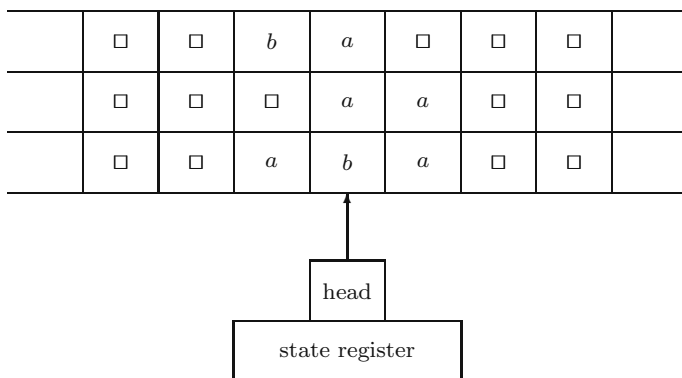 □ □ b a □ □ □
□ □ □ a a □ □
□ □ a b a □ □
head
state register